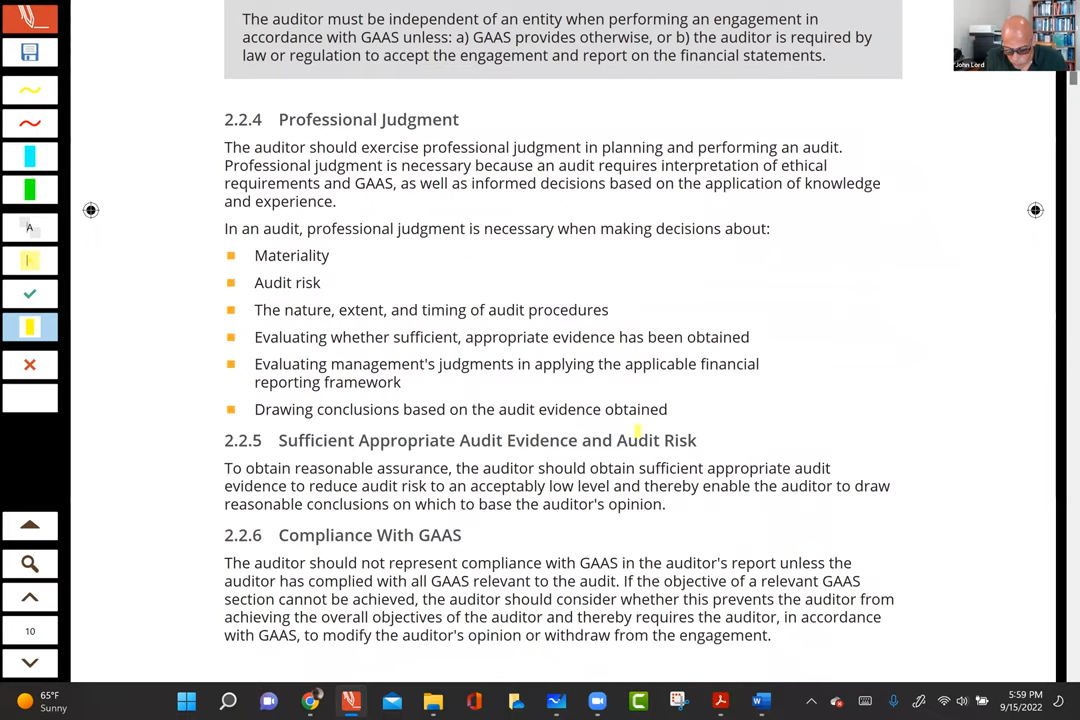 The auditor must be independent of an entity when performing an engagement in
accordance with GAAS unless: a) GAAS provides otherwise, or b) the auditor is required by
law or regulation to accept the engagement and report on the financial statements.
John Lord
2.2.4 Professional Judgment
The auditor should exercise professional judgment in planning and performing an audit.
Professional judgment is necessary because an audit requires interpretation of ethical
requirements and GAAS, as well as informed decisions based on the application of knowledge
and experience.
In an audit, professional judgment is necessary when making decisions about:
Materiality
Audit risk
The nature, extent, and timing of audit procedures
Evaluating whether sufficient, appropriate evidence has been obtained
Evaluating management's judgments in applying the applicable financial
reporting framework
Drawing conclusions based on the audit evidence obtained
2.2.5 Sufficient Appropriate Audit Evidence and Audit Risk
To obtain reasonable assurance, the auditor should obtain sufficient appropriate audit
evidence to reduce audit risk to an acceptably low level and thereby enable the auditor to draw
reasonable conclusions on which to base the auditor's opinion.
2.2.6 Compliance With GAAS
The auditor should not represent compliance with GAAS in the auditor's report unless the
auditor has complied with all GAAS relevant to the audit. If the objective of a relevant GAAS
section cannot be achieved, the auditor should consider whether this prevents the auditor from
achieving the overall objectives of the auditor and thereby requires the auditor, in accordance
with GAAS, to modify the auditor's opinion or withdraw from the engagement.
A
10
65°F
Sunny
5:59 PM
9/15/2022